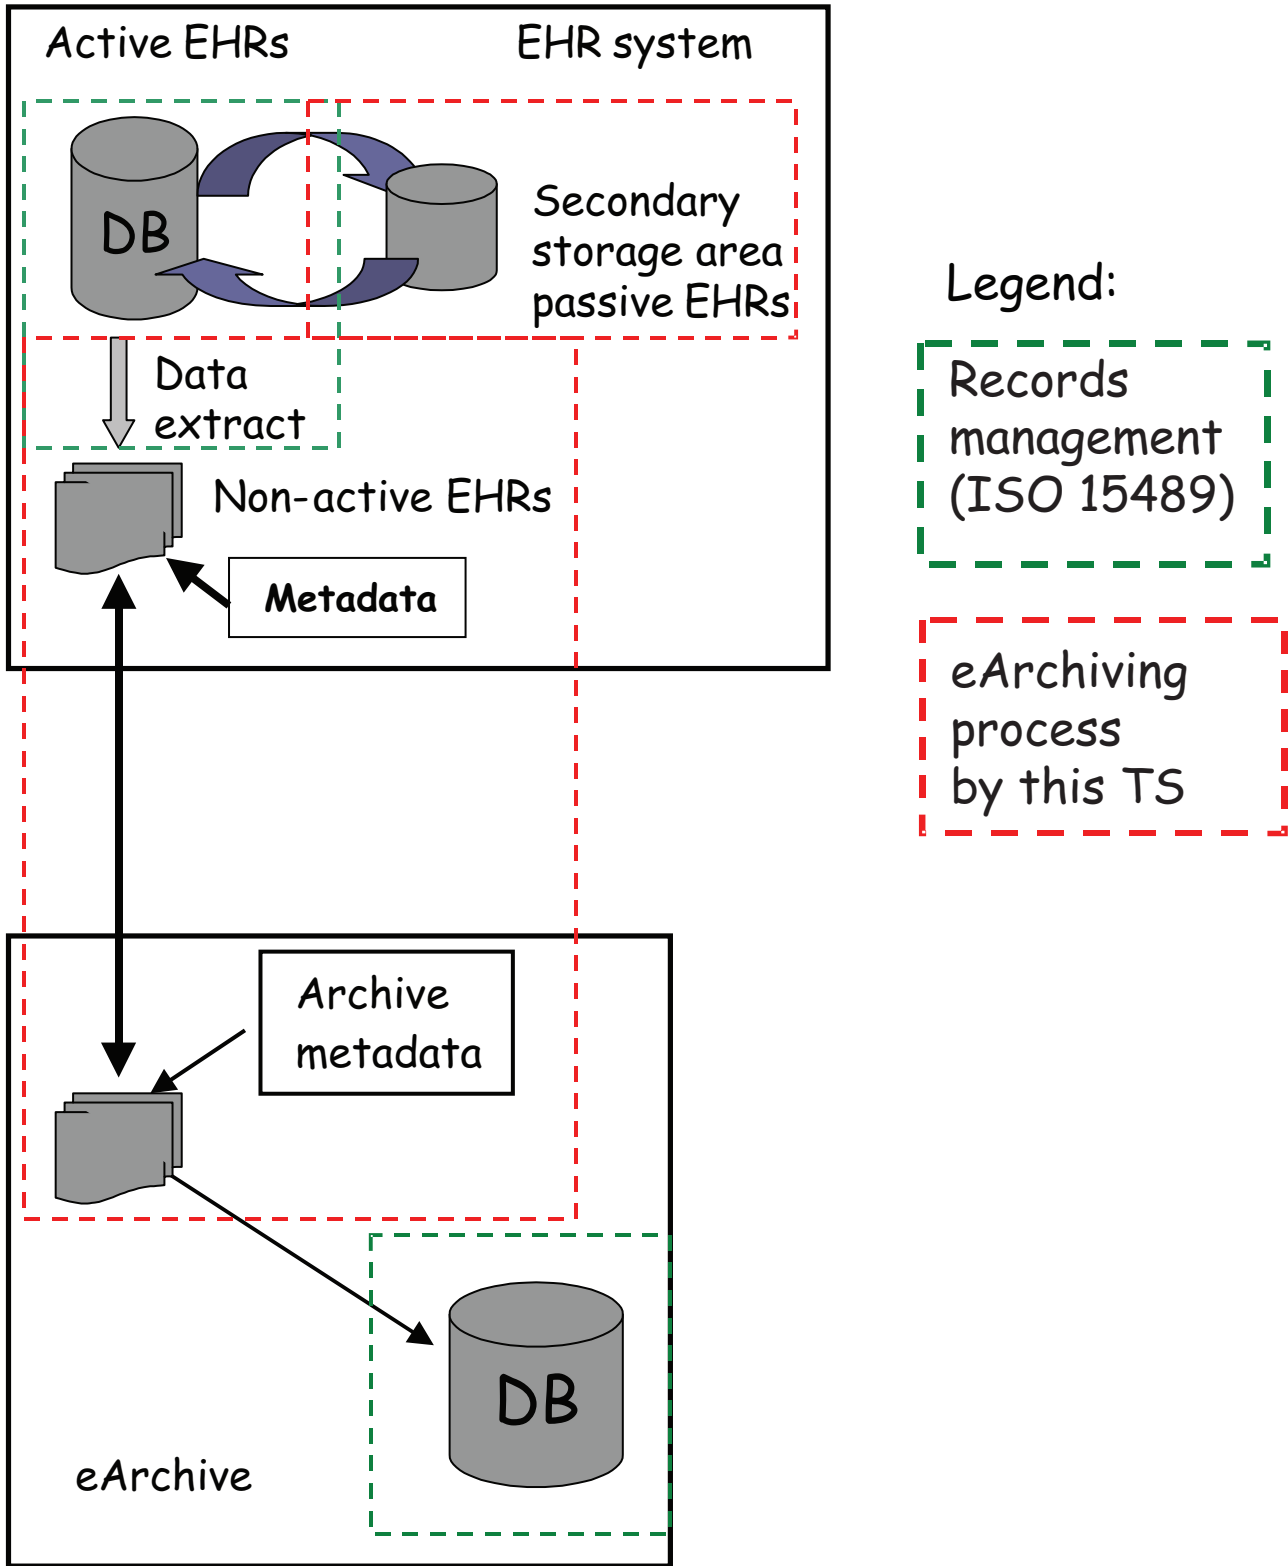 Active EHRs
EHR system
DB
Secondary
storage area
passive EHRs
Data
extract
Non-active EHRs
Metadata
Legend:
Records
management
(ISO 15489)
eArchiving
process
by this TS
Archive
metadata
DB
eArchive